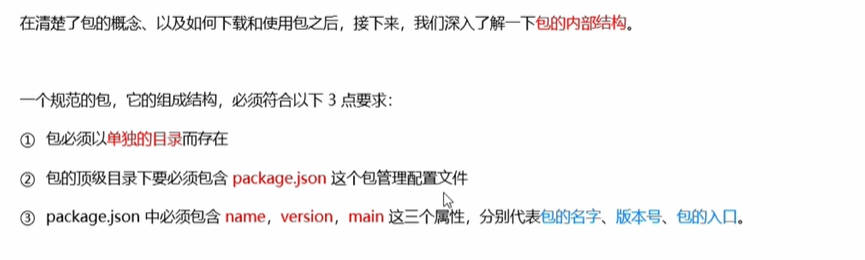 在清楚了包的概念、以及如何下载和使用包之后，接下来，我们深入了解一下包的内部结构。
一个规范的包，它的组成结构，必须符合以下 3 点要求：
① 包必须以单独的目录而存在
② 包的顶级目录下要必须包含 package.json 这个包管理配置文件
③ package.json 中必须包含 name，version，main 这三个属性，分别代表包的名字、版本号、包的入口。